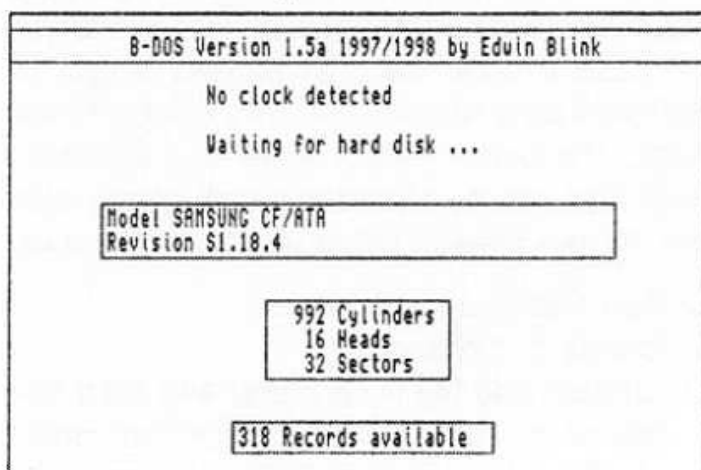 B-DOS Version 1.5a 1997/1998 by Edwin Blink
No clock detected
Waiting for hard disk ...
Model SAMSUNG CF/ATA
Revision S1.18.4
992 Cylinders
16 Heads
32 Sectors
318 Records available